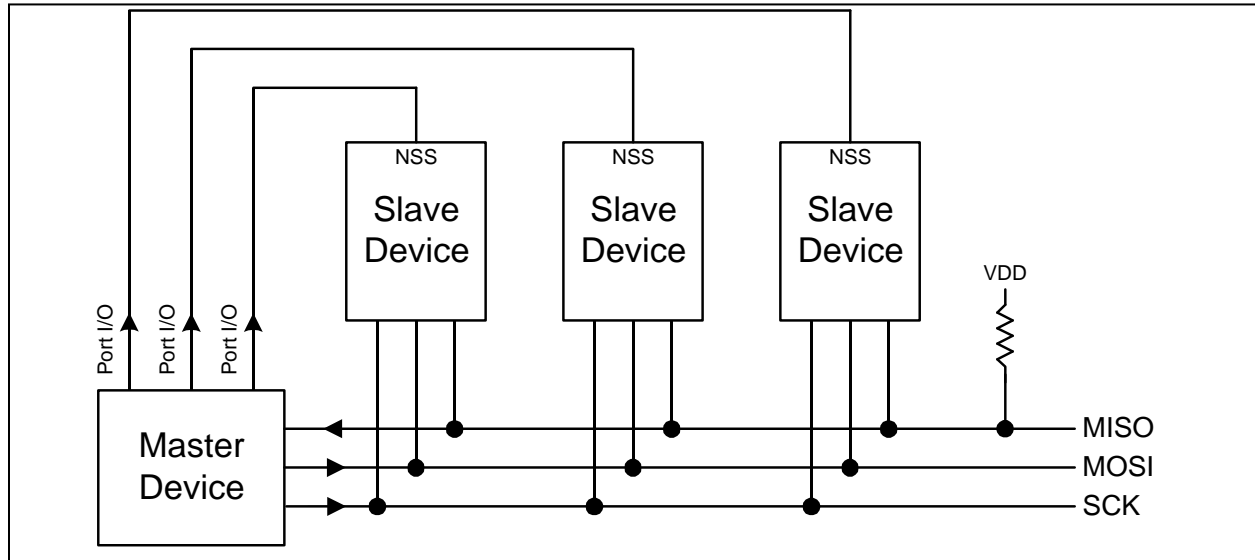 NSS
Slave
Device
NSS
Slave
Device
NSS
Slave
Device
VDD
Port I/O
Port I/O
Port I/O
Master
Device
MISO
MOSI
SCK